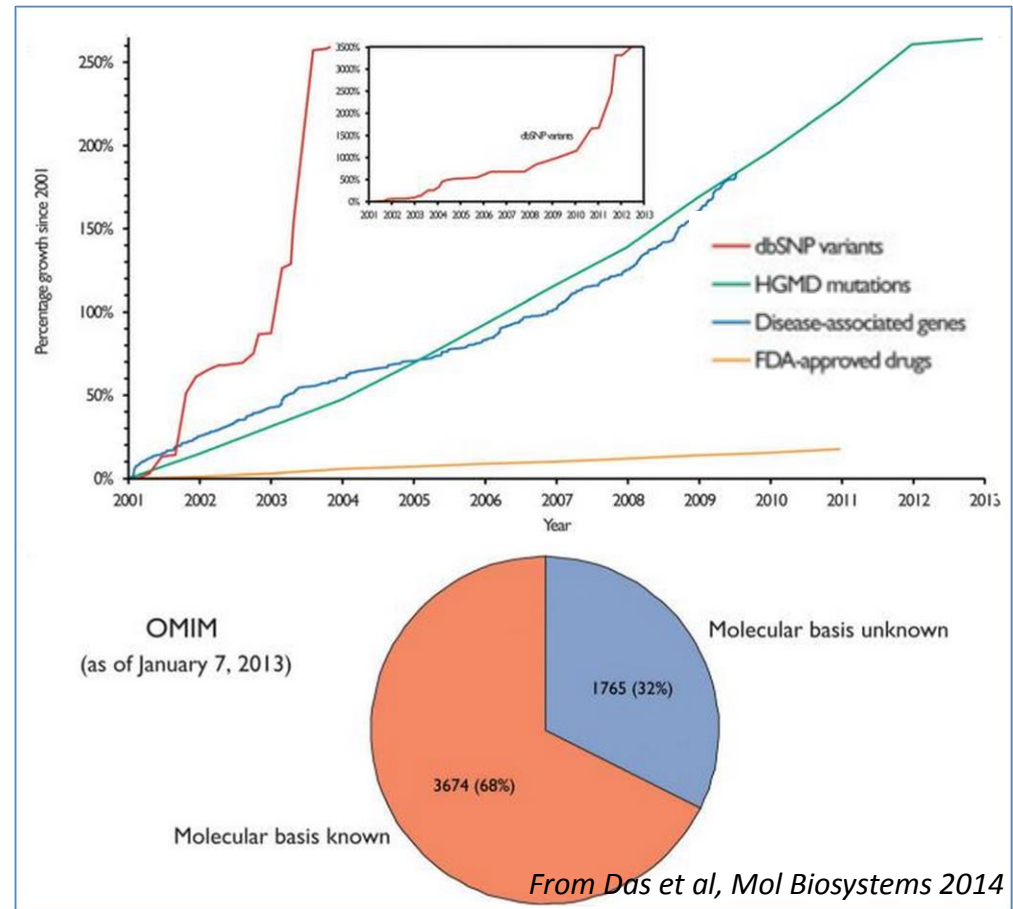 Percentage growth since 2001
250%
200%
150%
100%
50%
0%
3500%
3000%
2500%
2000%
1500%
1000%
500%
0%
dbSNP variants
2001 2002 2003 2004 2005 2006 2007 2008 2009 2010 2011 2012 2013
dbSNP variants
HGMD mutations
Disease-associated genes
FDA-approved drugs
2001 2002 2003 2004 2005 2006 2007 2008 2009 2010 2011 2012 2013
Year
OMIM
(as of January 7, 2013)
Molecular basis unknown
1765 (32%)
3674 (68%)
Molecular basis known
From Das et al, Mol Biosystems 2014